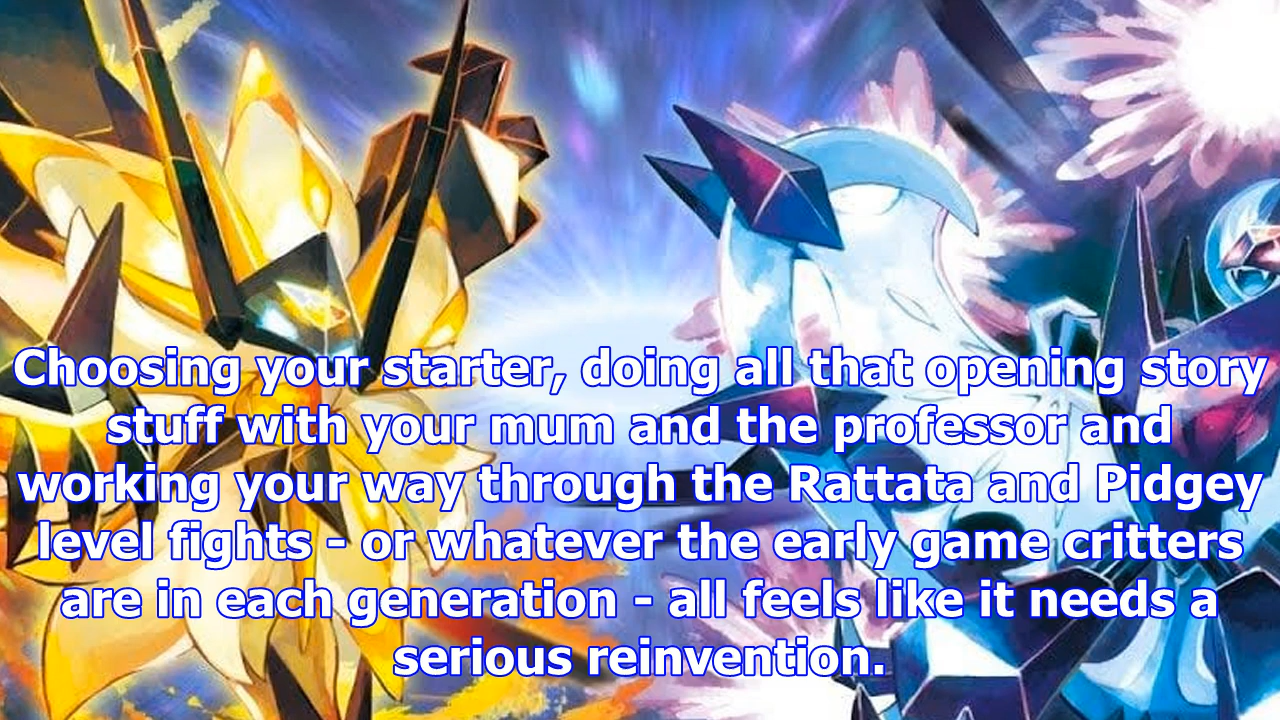 Choosing your starter, doing all that opening story
stuff with your mum and the professor and
working your way through the Rattata and Pidgey
level fights - or whatever the early game critters
are in each generation - all feels like it needs a
serious reinvention.